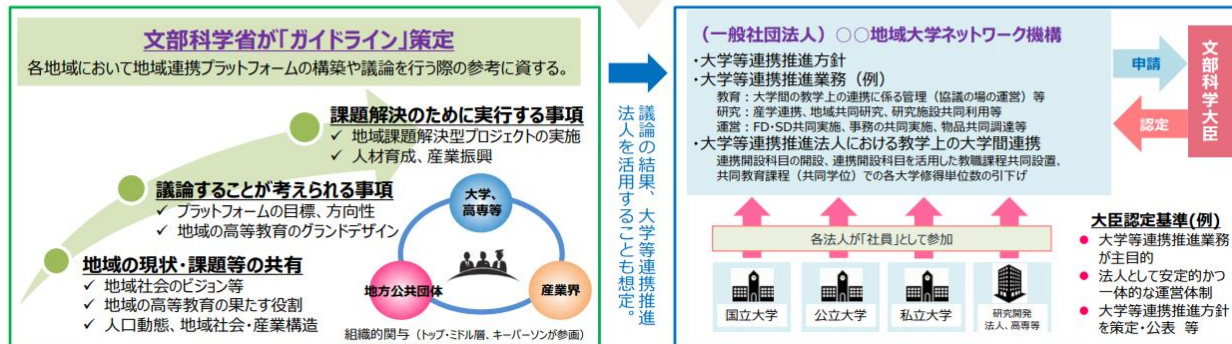 文部科学省が「ガイドライン」策定
各地域において地域連携プラットフォームの構築や議論を行う際の参考に資する。
課題解決のために実行する事項
✓ 地域課題解決型プロジェクトの実施
✓ 人材育成、産業振興
議論することが考えられる事項
✓ プラットフォームの目標、方向性
✓ 地域の高等教育のグランドデザイン
地域の現状・課題等の共有
✓ 地域社会のビジョン等
✓ 地域の高等教育の果たす役割
✓ 人口動態、地域社会・産業構造
大学、
高専等
地方公共団体
産業界
組織的関与（トップ・ミドル層、キーパーソンが参画）
議論の結果、大学等連携推進
法人を活用することも想定。
（一般社団法人）○○地域大学ネットワーク機構
・大学等連携推進方針
・大学等連携推進業務（例）
教育：大学間の教学上の連携に係る管理（協議の場の運営）等
研究：産学連携、地域共同研究、研究施設共同利用等
運営：FD・SD共同実施、事務の共同実施、物品共同調達等
・大学等連携推進法人における教学上の大学間連携
連携開設科目の開設、連携開設科目を活用した教職課程共同設置、
共同教育課程（共同学位）での各大学修得単位数の引下げ
申請
認定
文部科学大臣
各法人が「社員」として参加
国立大学
公立大学
私立大学
研究開発
法人、高専等
大臣認定基準(例)
● 大学等連携推進業務
が主目的
● 法人として安定的かつ
一体的な運営体制
● 大学等連携推進方針
を策定・公表 等